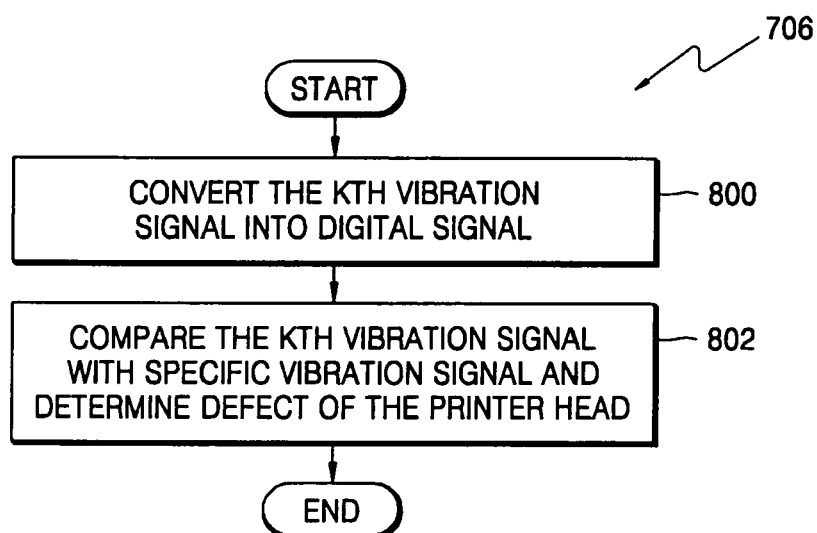 706
START
CONVERT THE KTH VIBRATION
SIGNAL INTO DIGITAL SIGNAL
800
COMPARE THE KTH VIBRATION SIGNAL
WITH SPECIFIC VIBRATION SIGNAL AND
DETERMINE DEFECT OF THE PRINTER HEAD
802
END